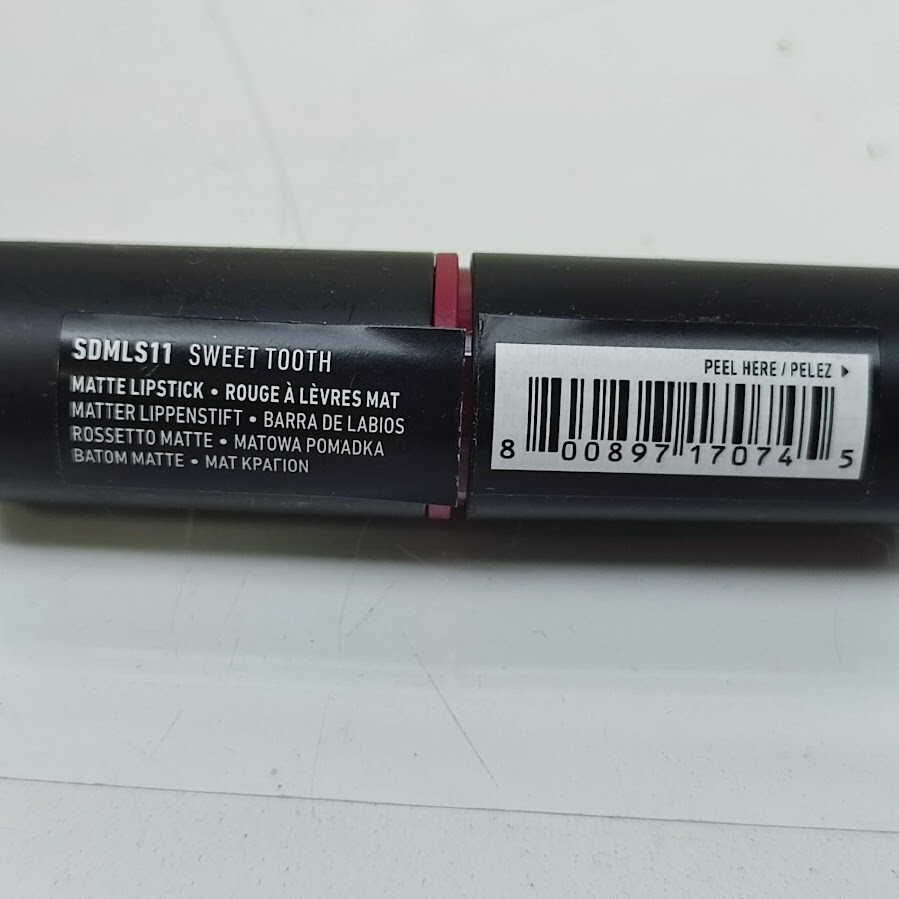 SDMLS11 SWEET TOOTH
MATTE LIPSTICK • ROUGE À LÈVRES MAT
MATTER LIPPENSTIFT • BARRA DE LABIOS
ROSSETTO MATTE • MATOWA POMADKA
BATOM MATTE • ΜΑΤ ΚΡΑΓΙΟΝ
PEEL HERE / PELEZ ▶
8 00897 17074 5